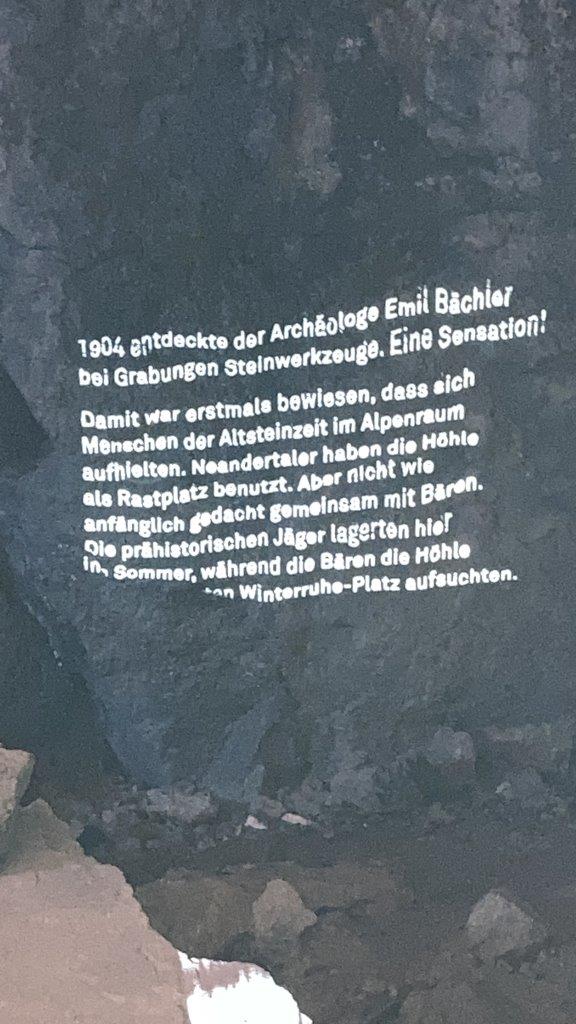 1904 entdeckte der Archäologe Emil Bächler
bei Grabungen Steinwerkzeuge. Eine Sensation!
Damit war erstmals bewiesen, dass sich
Menschen der Altsteinzeit im Alpenraum
aufhielten. Neandertaler haben die Höhle
als Rastplatz benutzt. Aber nicht wie
anfänglich gedacht gemeinsam mit Bären.
Die prähistorischen Jäger lagerten hier
im Sommer, während die Bären die Höhle
Winterruhe-Platz aufsuchten.